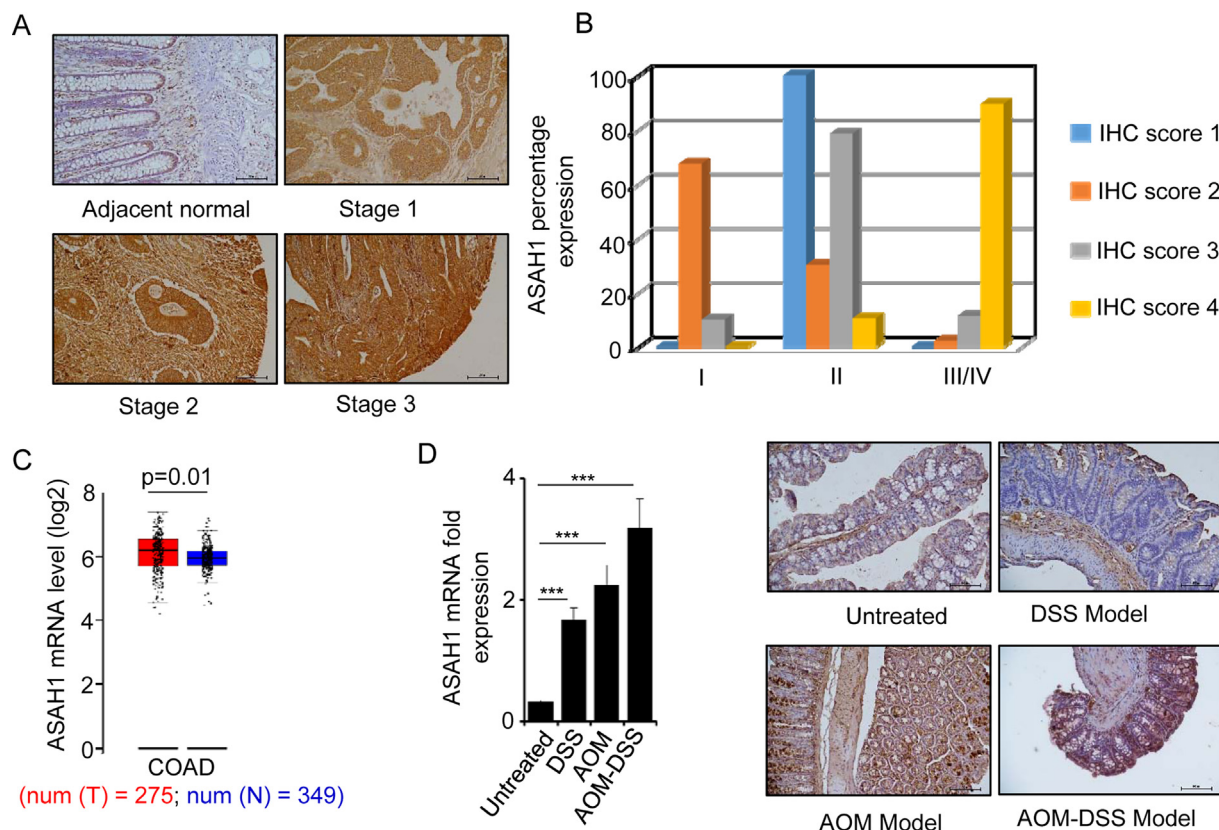 A
Adjacent normal
Stage 1
Stage 2
Stage 3
B
ASAH1 percentage
expression
100
80
60
40
20
0
I
II
III/IV
IHC score 1
IHC score 2
IHC score 3
IHC score 4
C
p=0.01
ASAH1 mRNA level (log2)
8
6
4
2
0
COAD
(num (T) = 275; num (N) = 349)
D
ASAH1 mRNA fold
expression
4
2
0
***
***
***
Untreated
DSS
AOM
AOM-DSS
Untreated
DSS Model
AOM Model
AOM-DSS Model